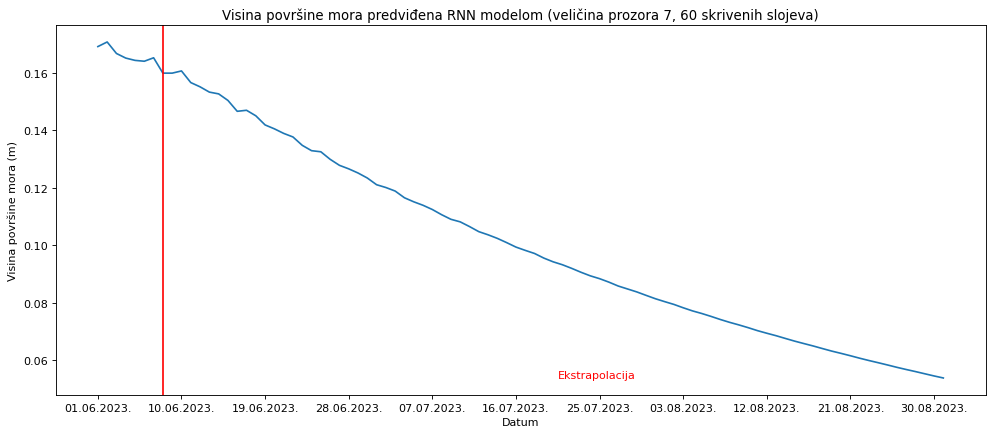 Visina površine mora predviđena RNN modelom (veličina prozora 7, 60 skrivenih slojeva)
Visina površine mora (m)
0.16
0.14
0.12
0.10
0.08
0.06
Ekstrapolacija
01.06.2023. 10.06.2023. 19.06.2023. 28.06.2023. 07.07.2023. 16.07.2023. 25.07.2023. 03.08.2023. 12.08.2023. 21.08.2023. 30.08.2023.
Datum